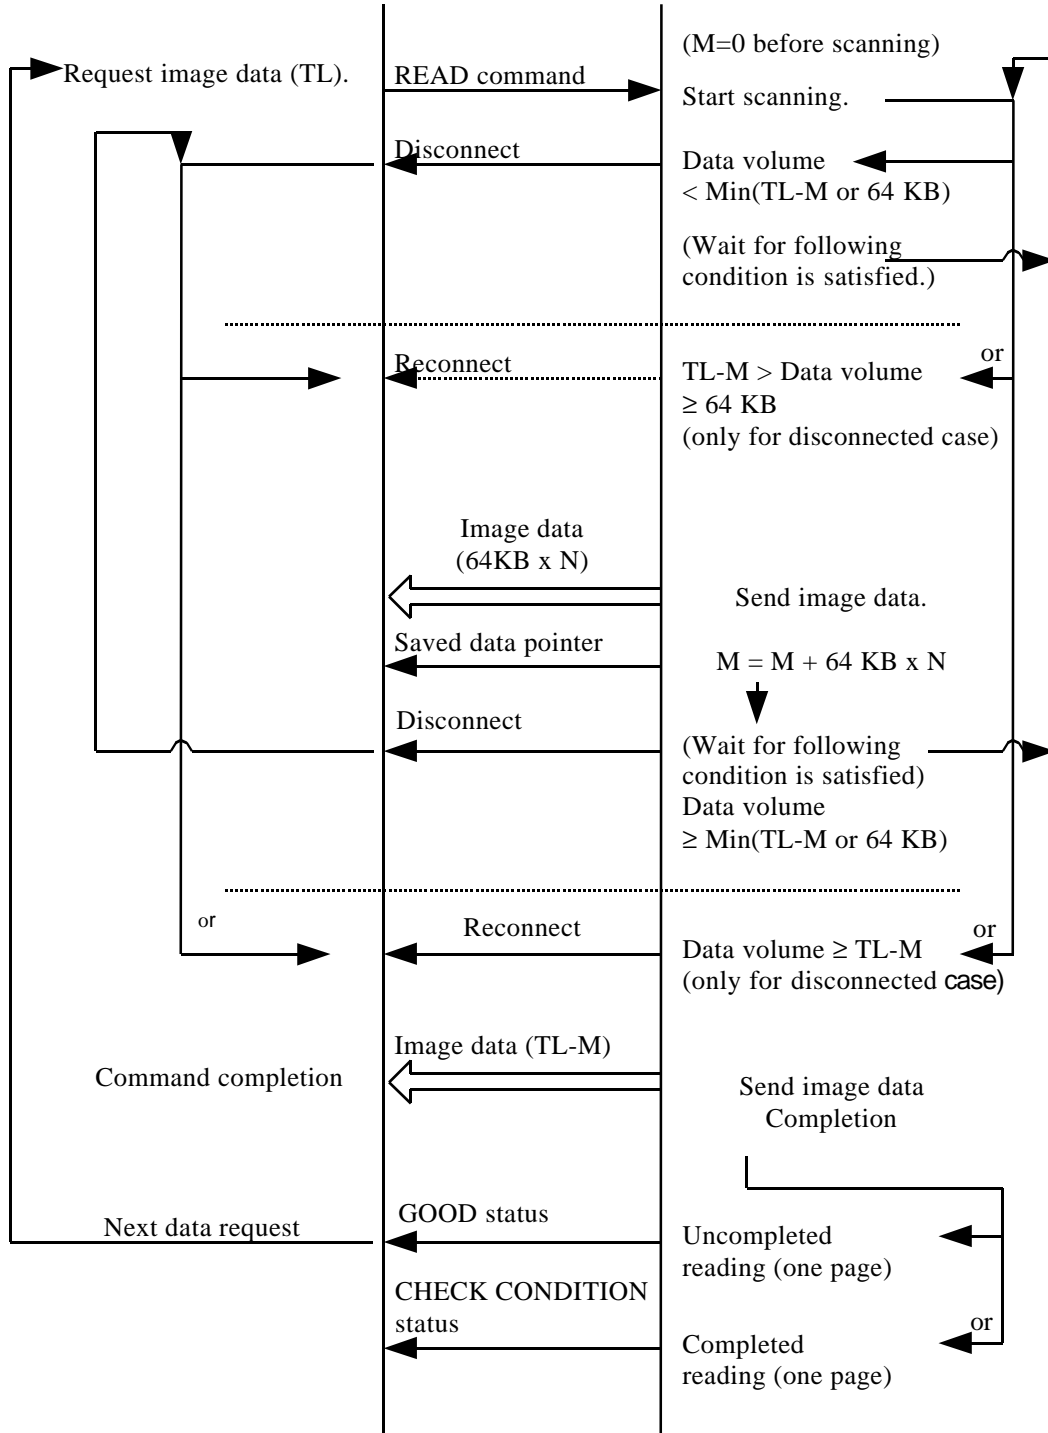 (M=0 before scanning)
Request image data (TL).
READ command
Start scanning.
Disconnect
Data volume
< Min(TL-M or 64 KB)
(Wait for following
condition is satisfied.)
Reconnect
TL-M > Data volume
or
≥ 64 KB
(only for disconnected case)
Image data
(64KB x N)
Send image data.
Saved data pointer
M = M + 64 KB x N
Disconnect
(Wait for following
condition is satisfied)
Data volume
≥ Min(TL-M or 64 KB)
or
Reconnect
Data volume ≥ TL-M
or
(only for disconnected case)
Image data (TL-M)
Command completion
Send image data
Completion
GOOD status
Next data request
Uncompleted
reading (one page)
CHECK CONDITION
status
or
Completed
reading (one page)